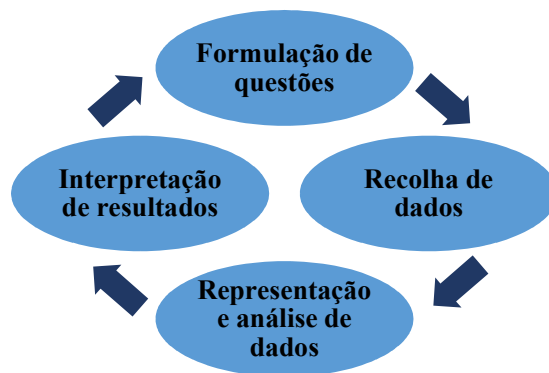 Formulação de
questões
Recolha de
dados
Representação
e análise de
dados
Interpretação
de resultados